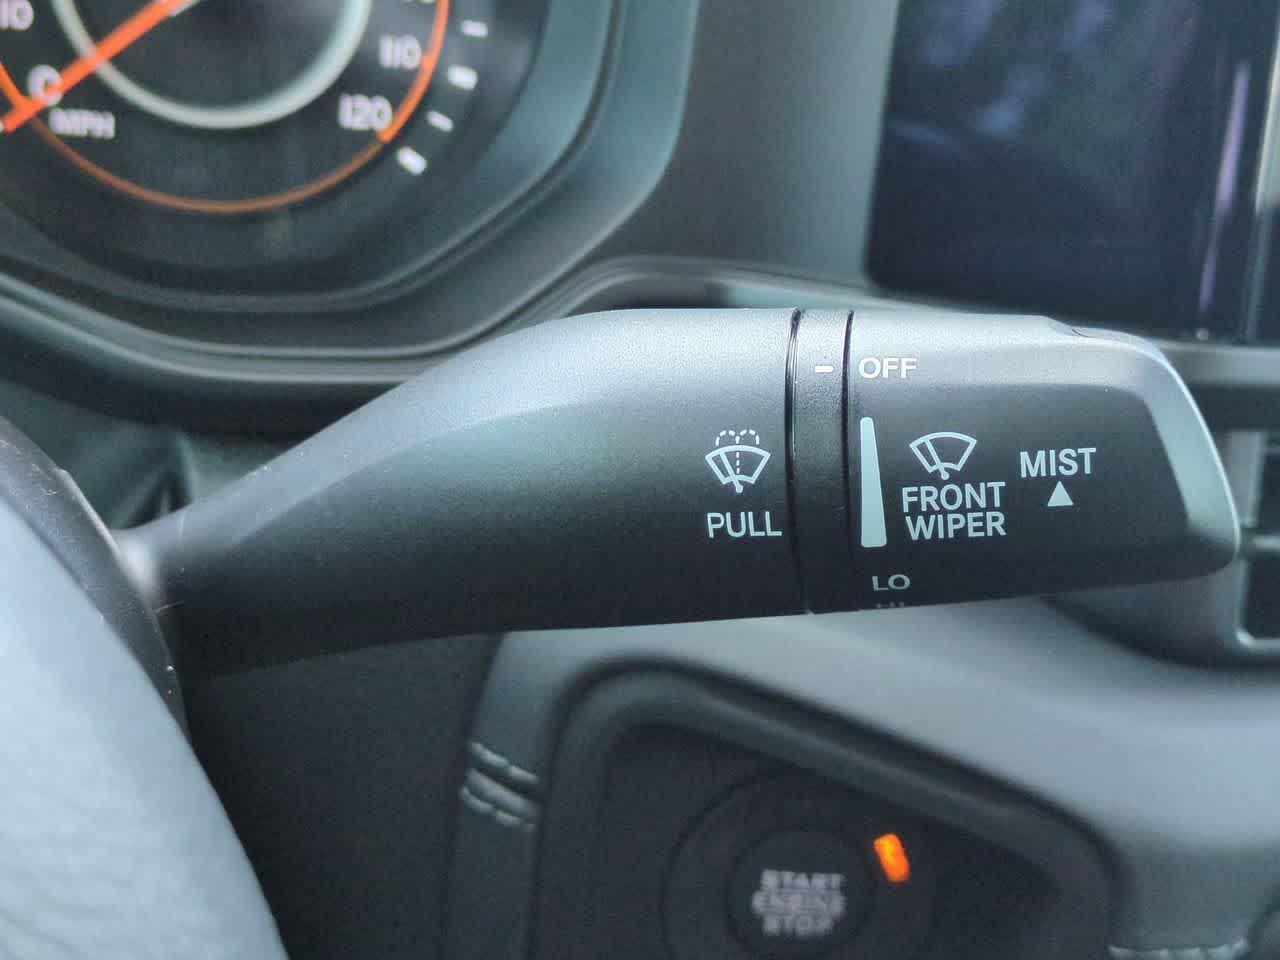 110
120
MPH
OFF
FRONT
WIPER
MIST
PULL
LO
START
ENGINE
STOP